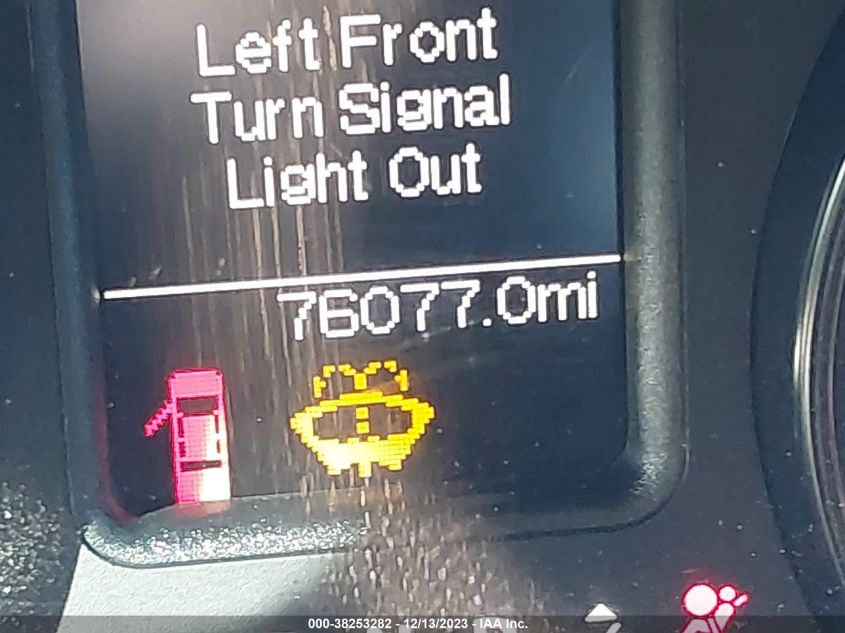 Left Front
Turn Signal
Light Out
76077.0mi
000-38253282 - 12/13/2023 - IAA Inc.